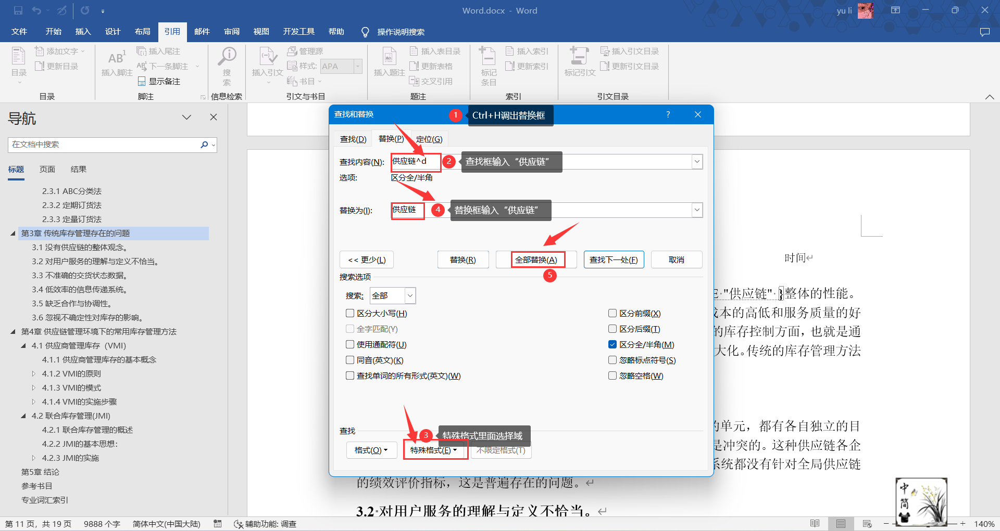 Word.docx - Word
yu li
文件 开始 插入 设计 布局 引用 邮件 审阅 视图 开发工具 帮助 操作说明搜索
目录
添加文字
更新目录
目录
AB1
插入脚注
插入尾注
下一条脚注
显示备注
脚注
搜索
信息检索
插入引文
管理源
样式: APA
书目
引文与书目
插入题注
插入表目录
更新表格
交叉引用
题注
标记条目
插入索引
更新索引
索引
标记引文
插入引文目录
更新引文目录
引文目录
导航
在文档中搜索
标题 页面 结果
2.3.1 ABC分类法
2.3.2 定期订货法
2.3.3 定量订货法
第3章 传统库存管理存在的问题
3.1 没有供应链的整体观念。
3.2 对用户服务的理解与定义不恰当。
3.3 不准确的交货状态数据。
3.4 低效率的信息传递系统。
3.5 缺乏合作与协调性。
3.6 忽视不确定性对库存的影响。
第4章 供应链管理环境下的常用库存管理方法
4.1 供应商管理库存（VMI）
4.1.1 供应商管理库存的基本概念
4.1.2 VMI的原则
4.1.3 VMI的模式
4.1.4 VMI的实施步骤
4.2 联合库存管理(JMI)
4.2.1 联合库存管理的概述
4.2.2 JMI的基本思想：
4.2.3 JMI的实施
第5章 结论
参考书目
专业词汇索引
查找和替换
1 Ctrl+H调出替换框
?
查找(D) 替换(P) 定位(G)
查找内容(N): 供应链^d
2 查找框输入“供应链”
选项: 区分全/半角
替换为(I): 供应链
4 替换框输入“供应链”
<< 更少(L) 替换(R) 全部替换(A) 查找下一处(F) 取消
5
搜索选项
搜索: 全部
区分大小写(H)
全字匹配(Y)
使用通配符(U)
同音(英文)(K)
查找单词的所有形式(英文)(W)
区分前缀(X)
区分后缀(T)
区分全/半角(M)
忽略标点符号(S)
忽略空格(W)
查找
3 特殊格式里面选择域
格式(O) 特殊格式(E) 不限定格式(T)
时间
E "供应链" }整体的性能。
成本的高低和服务质量的好
的库存控制方面，也就是通
大化。传统的库存管理方法
的单元，都有各自独立的目
是冲突的。这种供应链各企
系统都没有针对全局供应链
的绩效评价指标，这是普遍存在的问题。
3.2 对用户服务的理解与定义不恰当。
中
简
第 11 页，共 19 页 9888 个字 简体中文(中国大陆) 辅助功能: 调查
140%